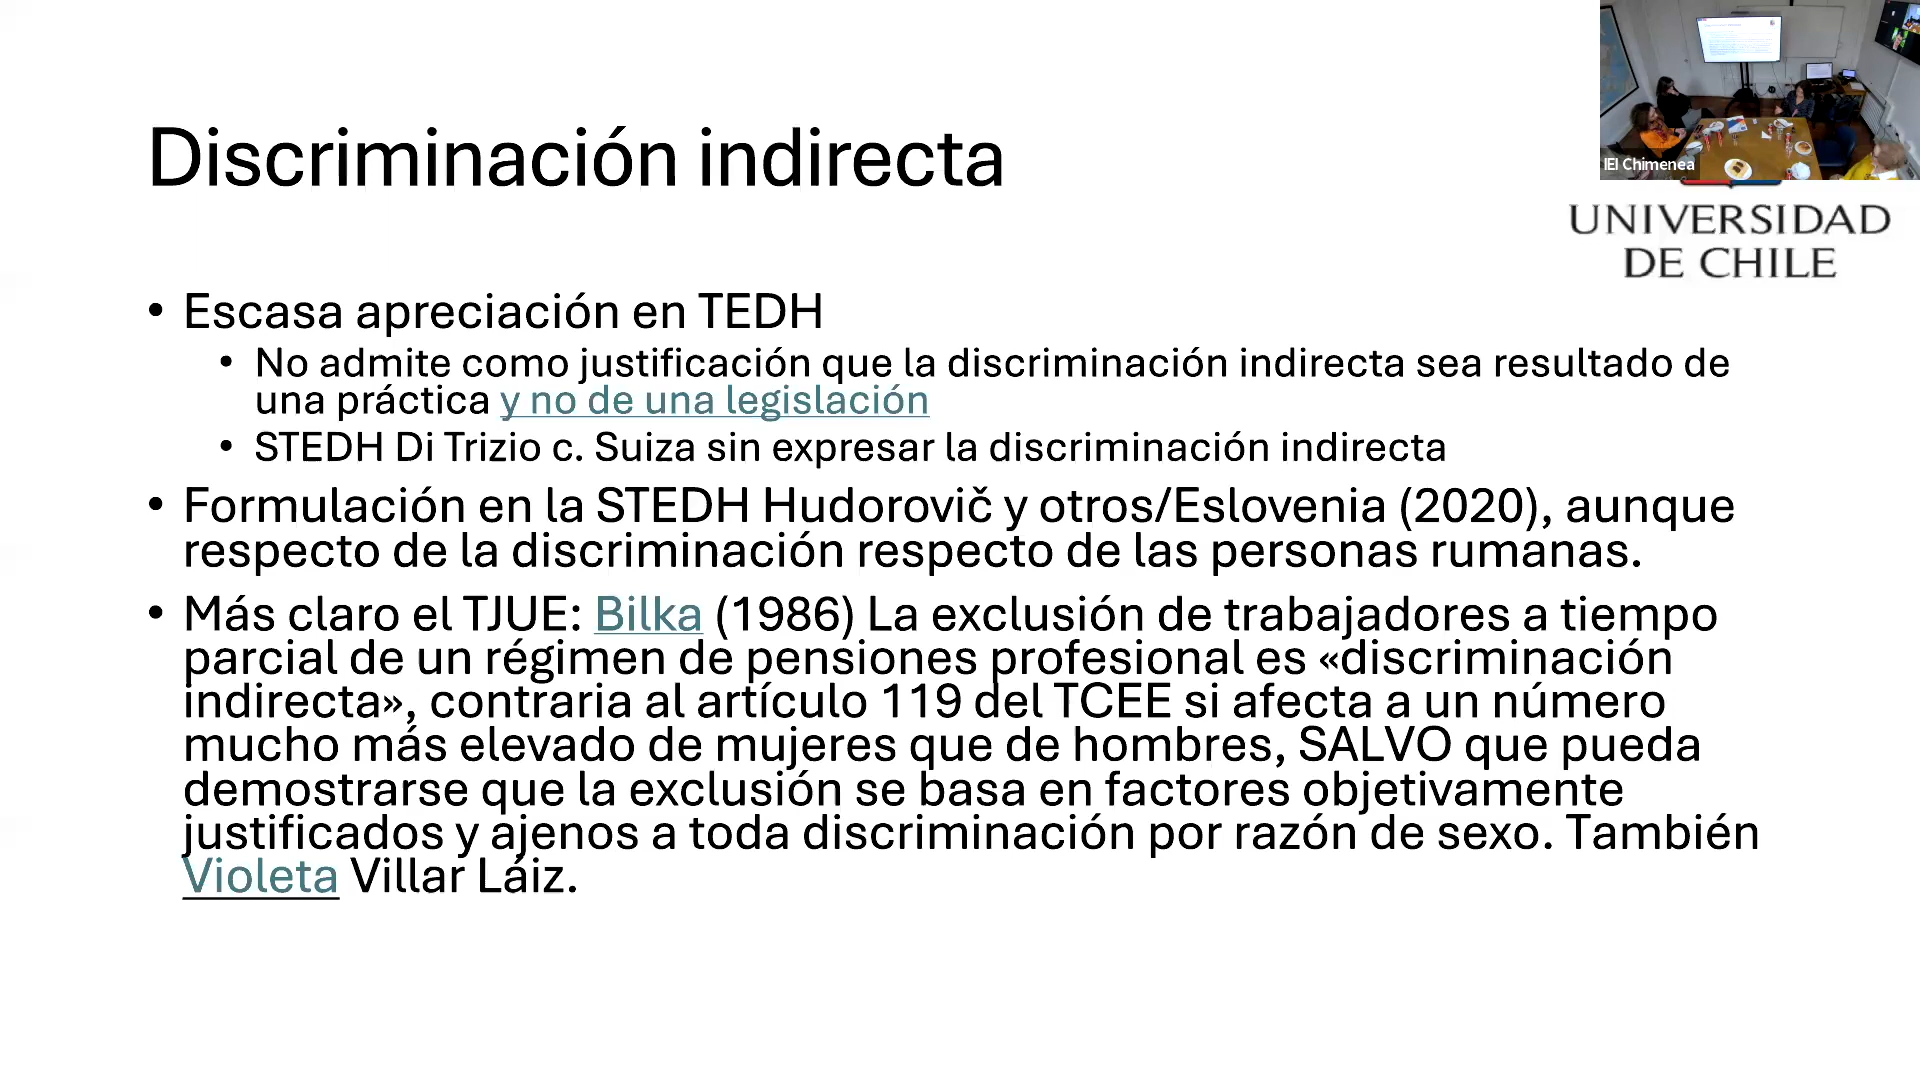 Discriminación indirecta
IEI Chimenea
UNIVERSIDAD
DE CHILE
• Escasa apreciación en TEDH
• No admite como justificación que la discriminación indirecta sea resultado de
una práctica y no de una legislación
• STEDH Di Trizio c. Suiza sin expresar la discriminación indirecta
• Formulación en la STEDH Hudorovič y otros/Eslovenia (2020), aunque
respecto de la discriminación respecto de las personas rumanas.
• Más claro el TJUE: Bilka (1986) La exclusión de trabajadores a tiempo
parcial de un régimen de pensiones profesional es «discriminación
indirecta», contraria al artículo 119 del TCEE si afecta a un número
mucho más elevado de mujeres que de hombres, SALVO que pueda
demostrarse que la exclusión se basa en factores objetivamente
justificados y ajenos a toda discriminación por razón de sexo. También
Violeta Villar Láiz.